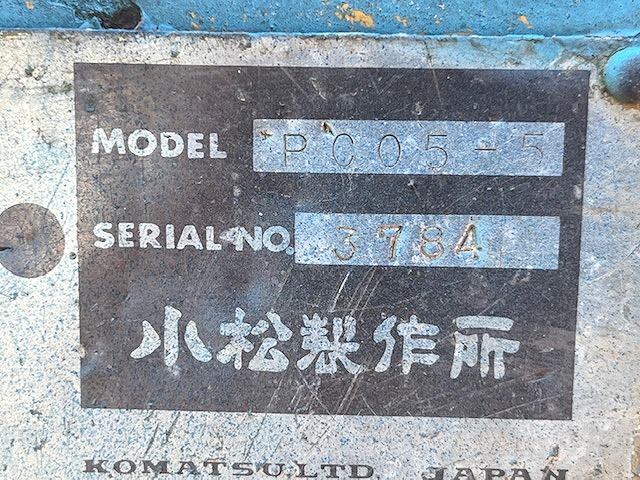 MODEL PC05-5
SERIAL NO. 3784
小松製作所
KOMATSU LTD. JAPAN